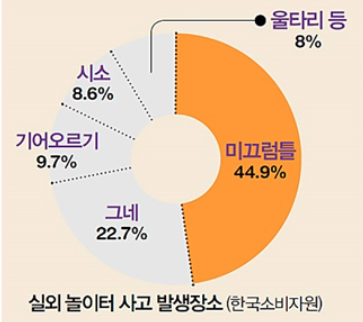 울타리 등
8%
시소
8.6%
기어오르기
9.7%
미끄럼틀
44.9%
그네
22.7%
실외 놀이터 사고 발생장소 (한국소비자원)